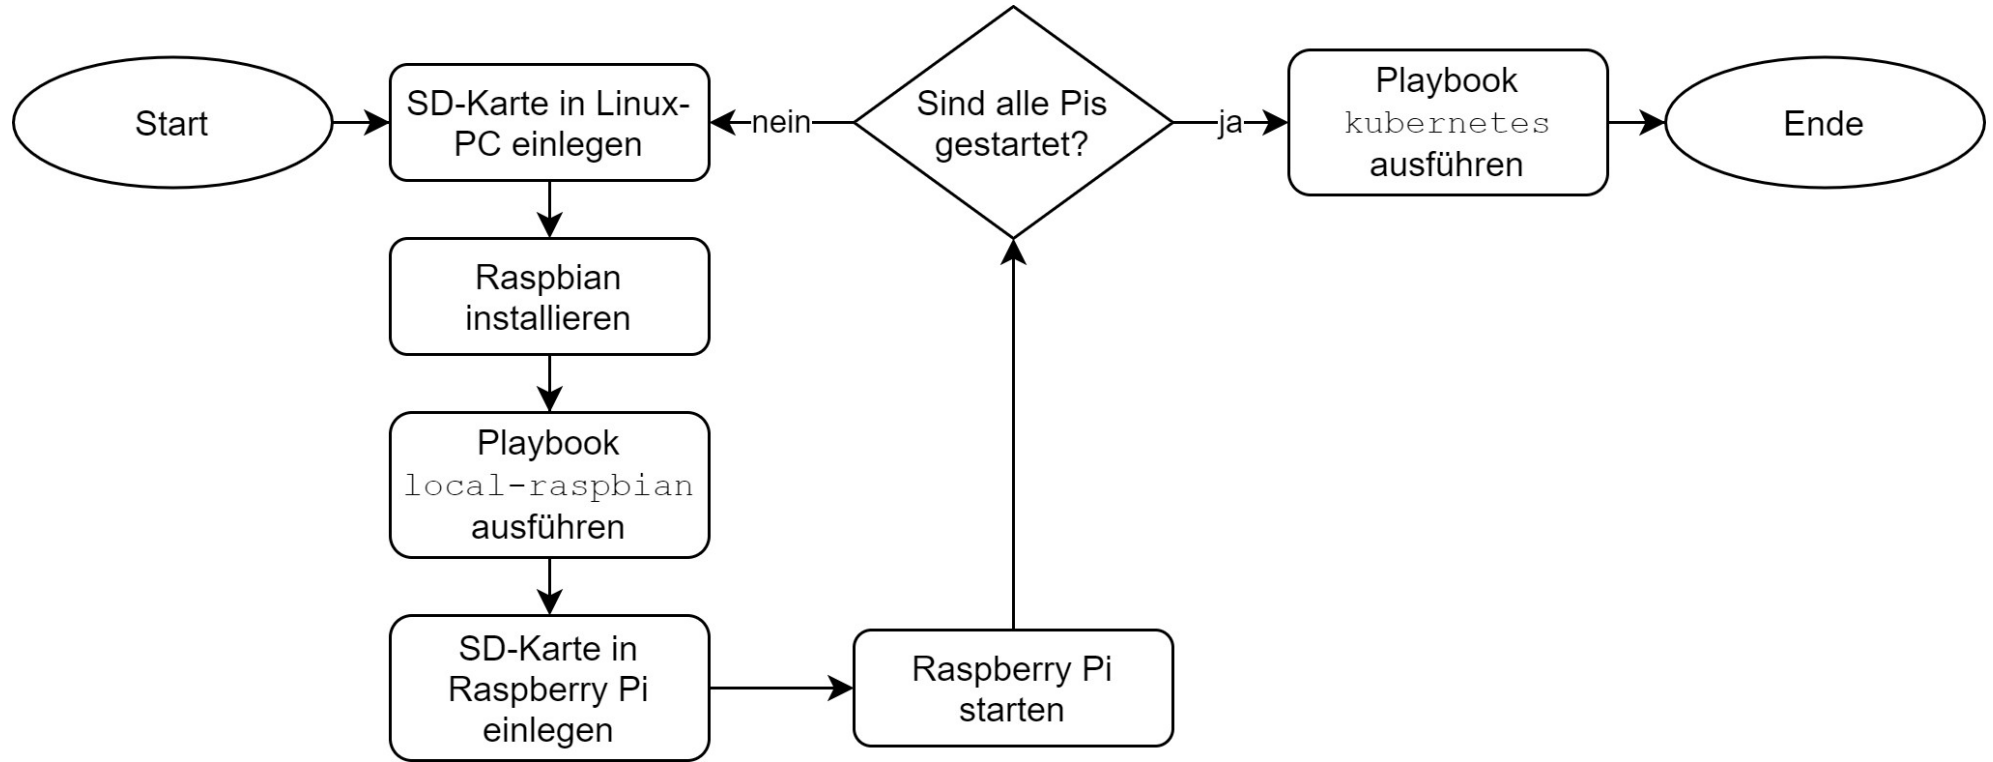 Start
SD-Karte in Linux-
PC einlegen
nein
Sind alle Pis
gestartet?
ja
Playbook
kubernetes
ausführen
Ende
Raspbian
installieren
Playbook
local-raspbian
ausführen
SD-Karte in
Raspberry Pi
einlegen
Raspberry Pi
starten